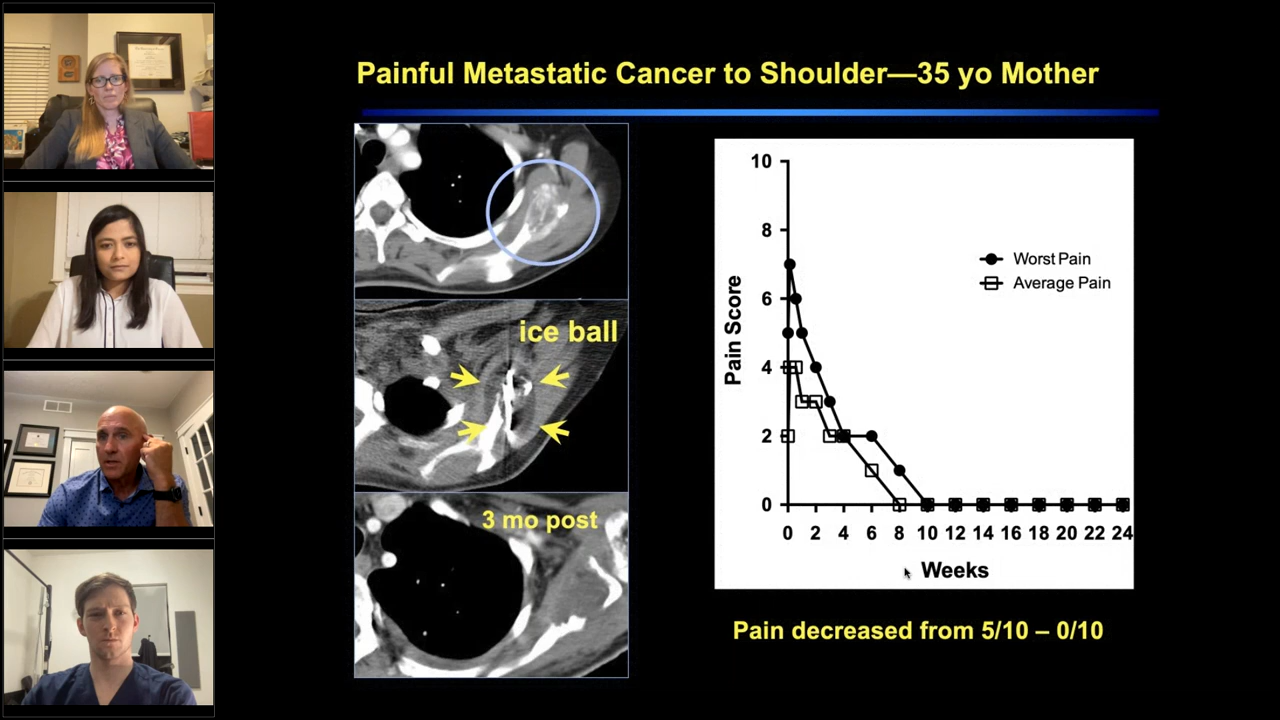 Painful Metastatic Cancer to Shoulder—35 yo Mother
ice ball
3 mo post
10
8
6
4
2
0
Pain Score
Worst Pain
Average Pain
0 2 4 6 8 10 12 14 16 18 20 22 24
Weeks
Pain decreased from 5/10 – 0/10